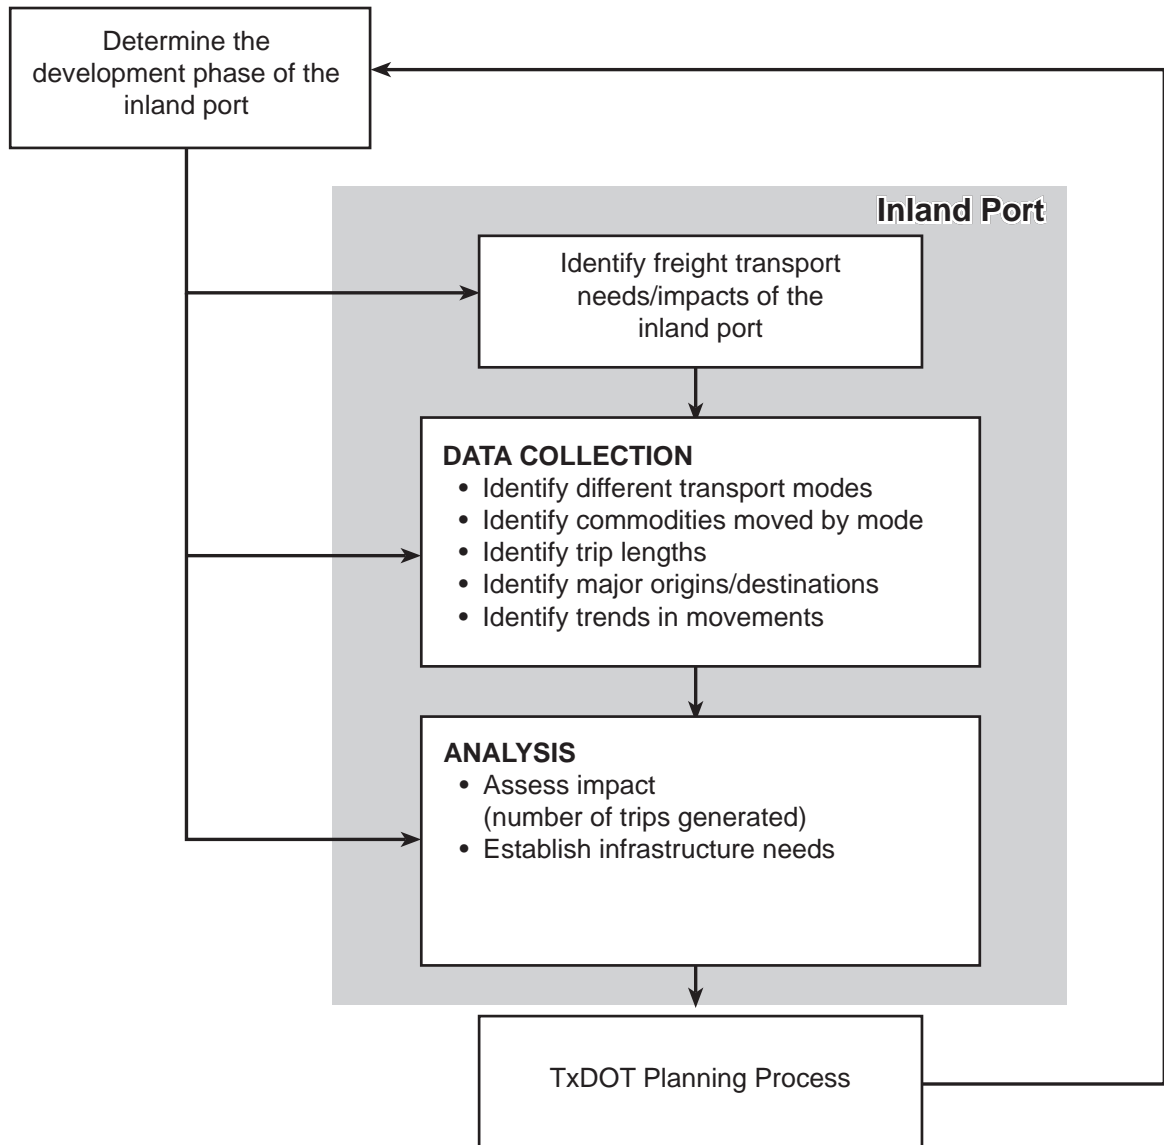 Determine the
development phase of the
inland port
Inland Port
Identify freight transport
needs/impacts of the
inland port
DATA COLLECTION
• Identify different transport modes
• Identify commodities moved by mode
• Identify trip lengths
• Identify major origins/destinations
• Identify trends in movements
ANALYSIS
• Assess impact
(number of trips generated)
• Establish infrastructure needs
TxDOT Planning Process